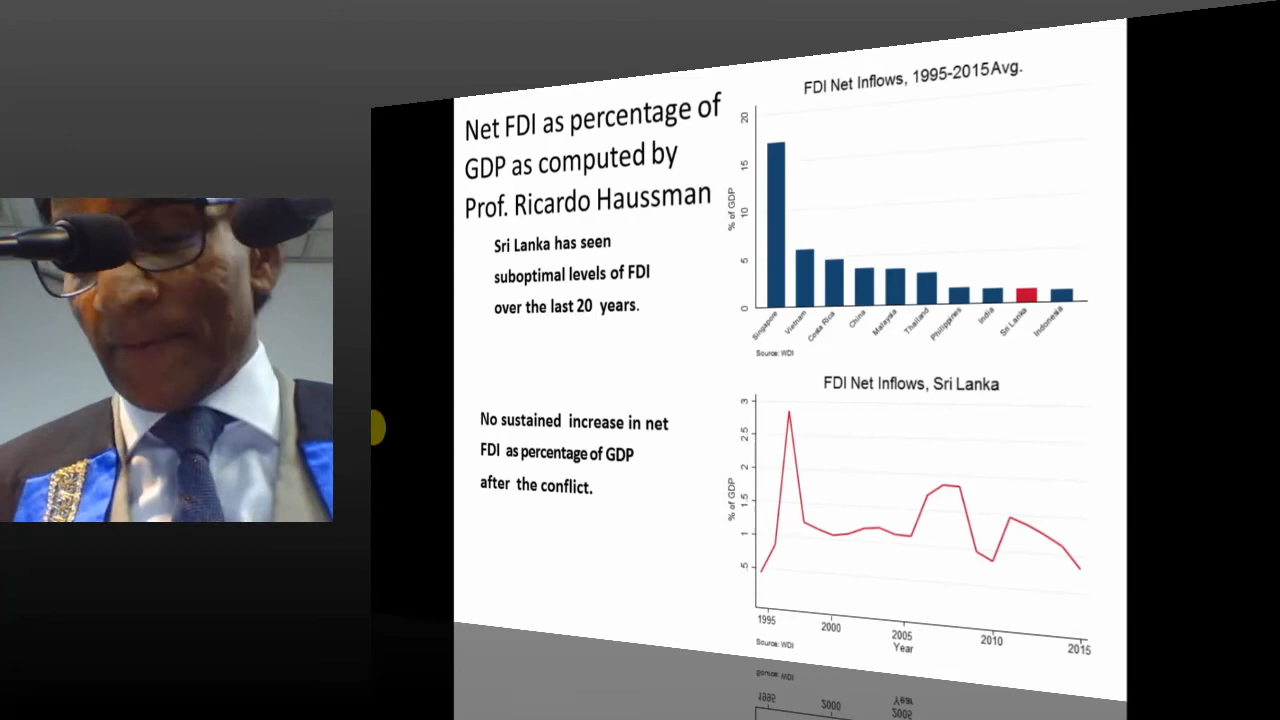 Net FDI as percentage of
GDP as computed by
Prof. Ricardo Haussman
Sri Lanka has seen
suboptimal levels of FDI
over the last 20 years.
No sustained increase in net
FDI as percentage of GDP
after the conflict.
FDI Net Inflows, 1995-2015Avg.
% of GDP
20
15
10
5
0
Singapore
Vietnam
Costa Rica
China
Malaysia
Thailand
Philippines
India
Sri Lanka
Indonesia
Source: WDI
FDI Net Inflows, Sri Lanka
% of GDP
3
2.5
2
1.5
1
.5
1995
2000
2005
2010
2015
Year
Source: WDI